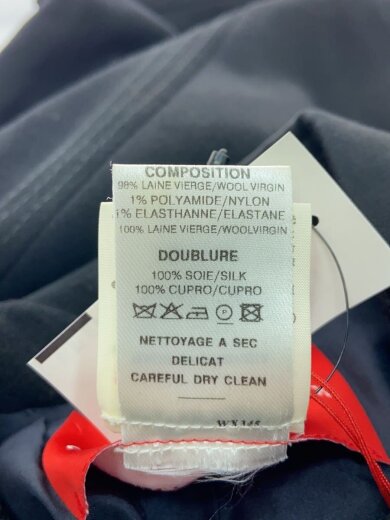 COMPOSITION
98% LAINE VIERGE/WOOL VIRGIN
1% POLYAMIDE/NYLON
1% ELASTHANNE/ELASTANE
100% LAINE VIERGE/WOOLVIRGIN
DOUBLURE
100% SOIE/SILK
100% CUPRO/CUPRO
NETTOYAGE A SEC
DELICAT
CAREFUL DRY CLEAN